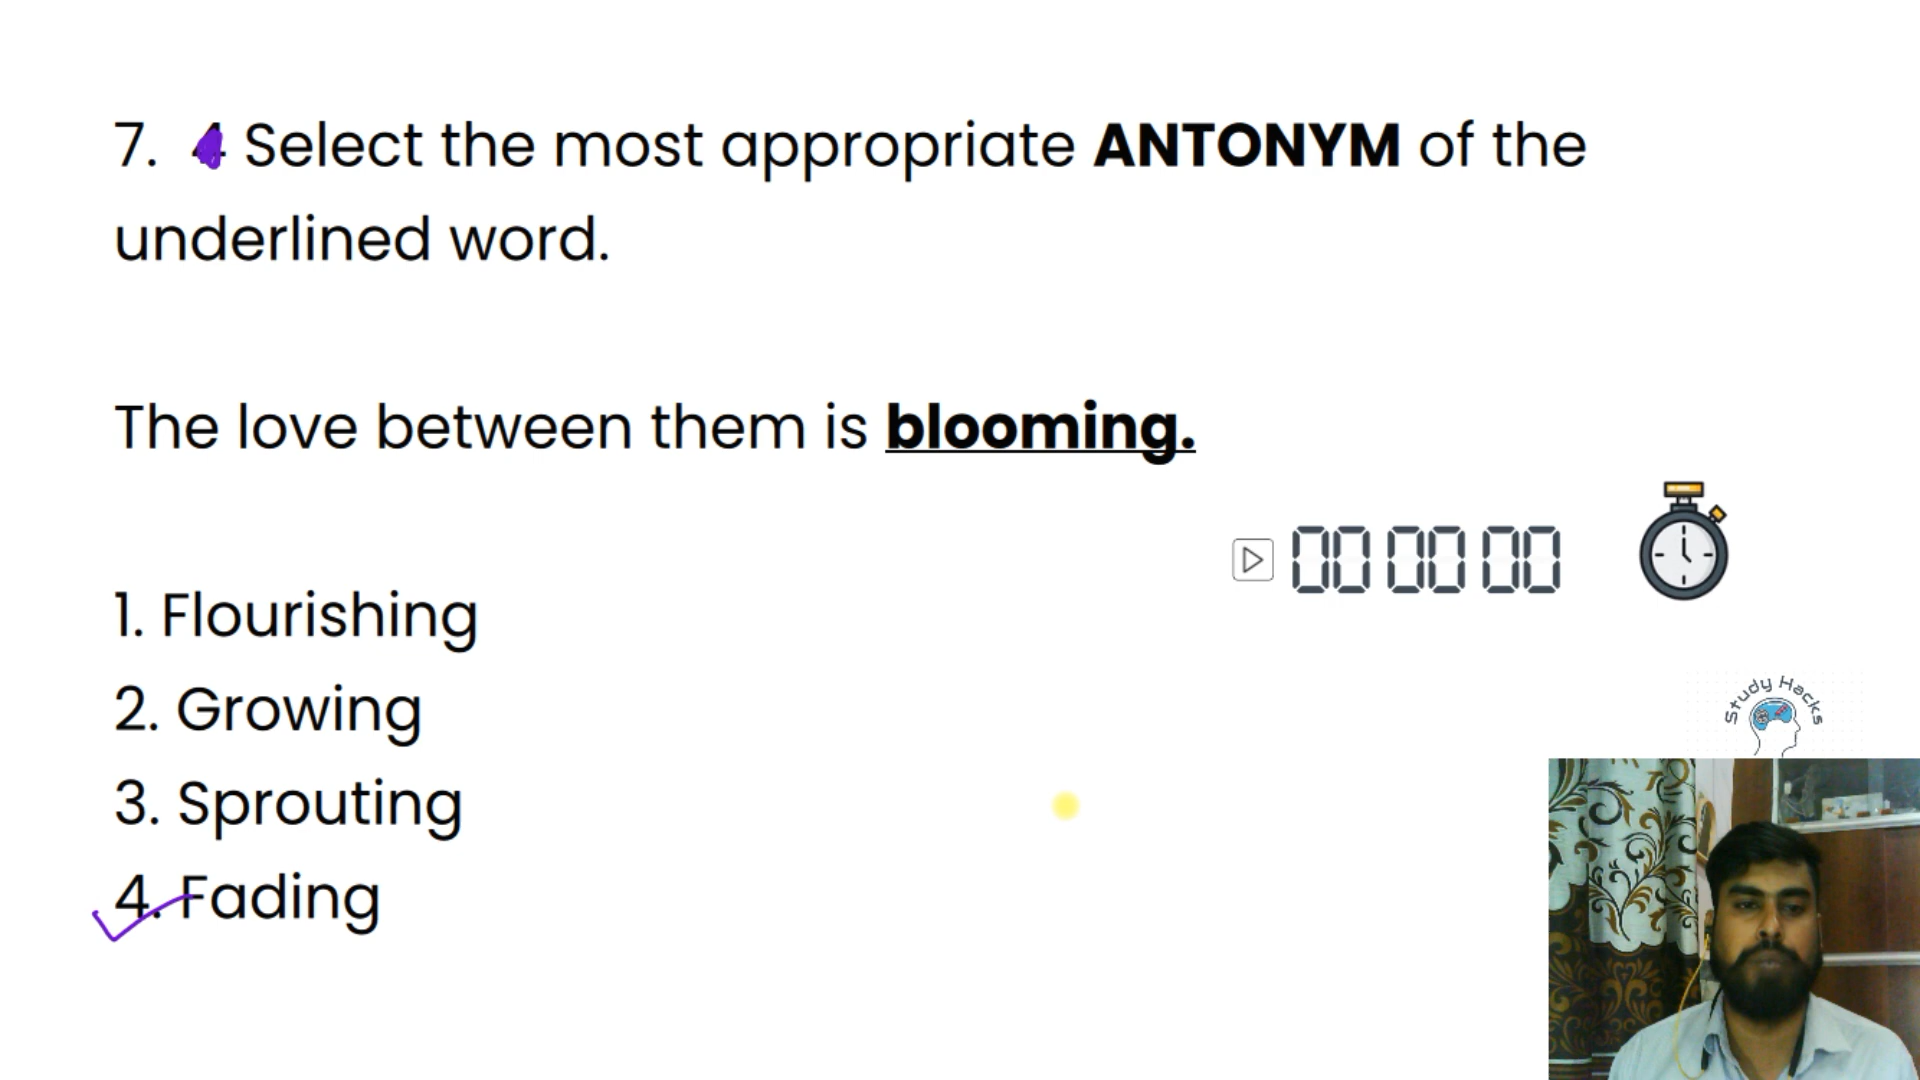 7. 4 Select the most appropriate ANTONYM of the
underlined word.
The love between them is blooming.
00 00 00
1. Flourishing
2. Growing
3. Sprouting
4. Fading
Study Hacks